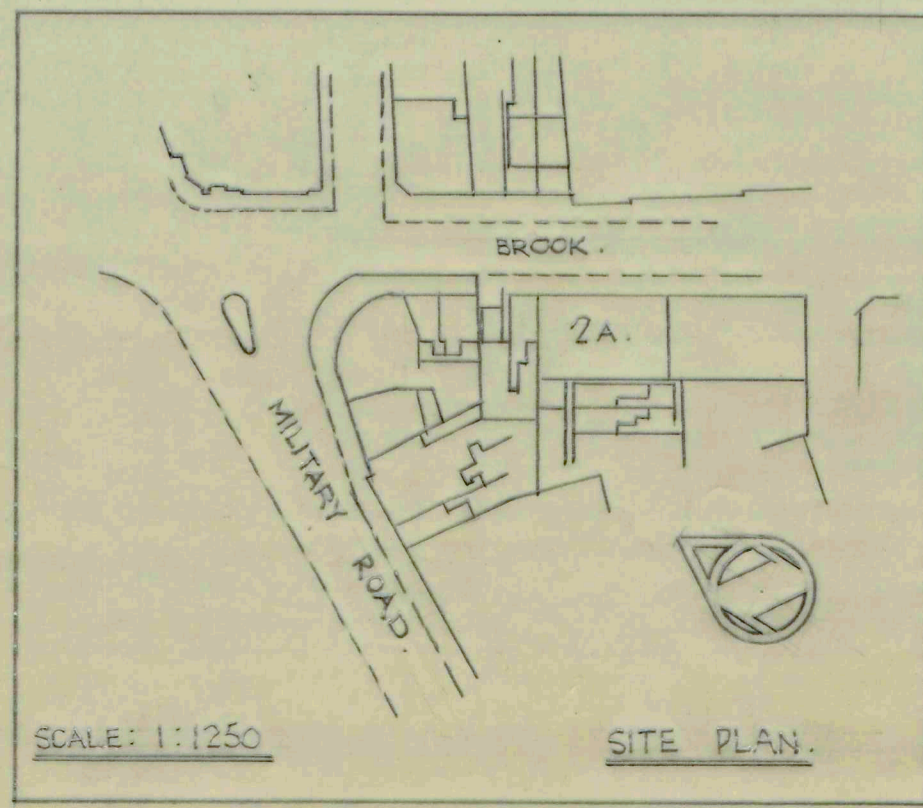 BROOK.
2A.
MILITARY
ROAD.
SCALE: 1:1250
SITE PLAN.